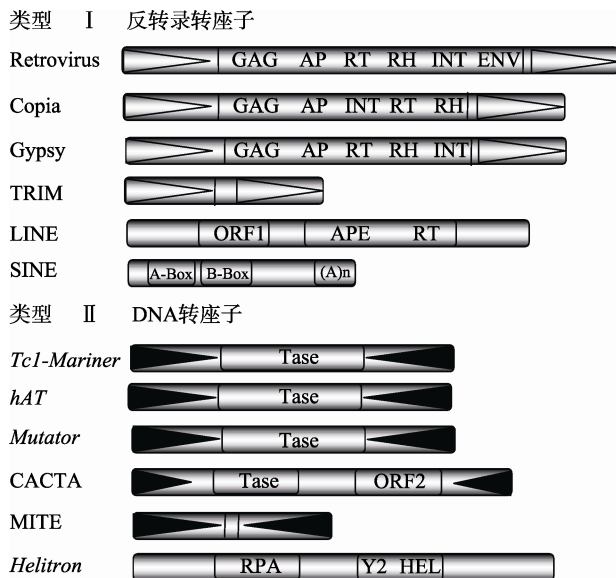 类型 Ⅰ 反转录转座子
Retrovirus GAG AP RT RH INT ENV
Copia GAG AP INT RT RH
Gypsy GAG AP RT RH INT
TRIM
LINE ORF1 APE RT
SINE A-Box B-Box (A)n
类型 Ⅱ DNA转座子
Tc1-Mariner Tase
hAT Tase
Mutator Tase
CACTA Tase ORF2
MITE
Helitron RPA Y2 HEL